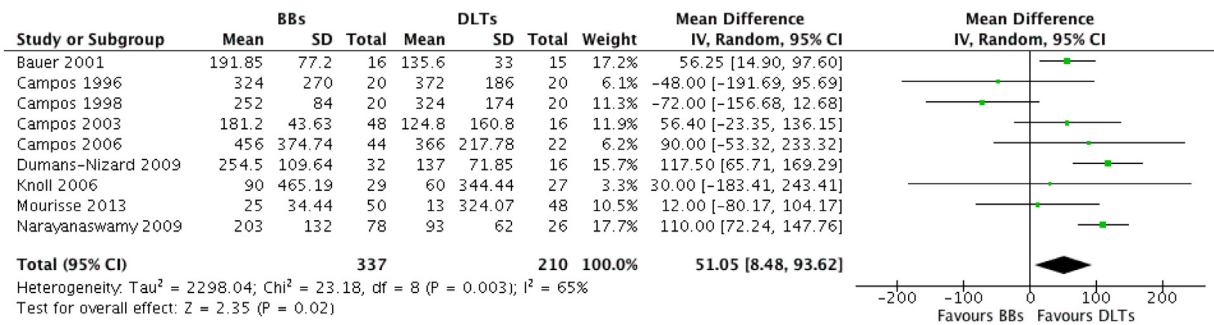 BBs DLTs Mean Difference Mean Difference
Study or Subgroup Mean SD Total Mean SD Total Weight IV, Random, 95% CI IV, Random, 95% CI
Bauer 2001 191.85 77.2 16 135.6 33 15 17.2% 56.25 [14.90, 97.60]
Campos 1996 324 270 20 372 186 20 6.1% -48.00 [-191.69, 95.69]
Campos 1998 252 84 20 324 174 20 11.3% -72.00 [-156.68, 12.68]
Campos 2003 181.2 43.63 48 124.8 160.8 16 11.9% 56.40 [-23.35, 136.15]
Campos 2006 456 374.74 44 366 217.78 22 6.2% 90.00 [-53.32, 233.32]
Dumans-Nizard 2009 254.5 109.64 32 137 71.85 16 15.7% 117.50 [65.71, 169.29]
Knoll 2006 90 465.19 29 60 344.44 27 3.3% 30.00 [-183.41, 243.41]
Mourisse 2013 25 34.44 50 13 324.07 48 10.5% 12.00 [-80.17, 104.17]
Narayanaswamy 2009 203 132 78 93 62 26 17.7% 110.00 [72.24, 147.76]
Total (95% CI) 337 210 100.0% 51.05 [8.48, 93.62]
Heterogeneity: Tau² = 2298.04; Chi² = 23.18, df = 8 (P = 0.003); I² = 65%
Test for overall effect: Z = 2.35 (P = 0.02)
-200 -100 0 100 200
Favours BBs Favours DLTs